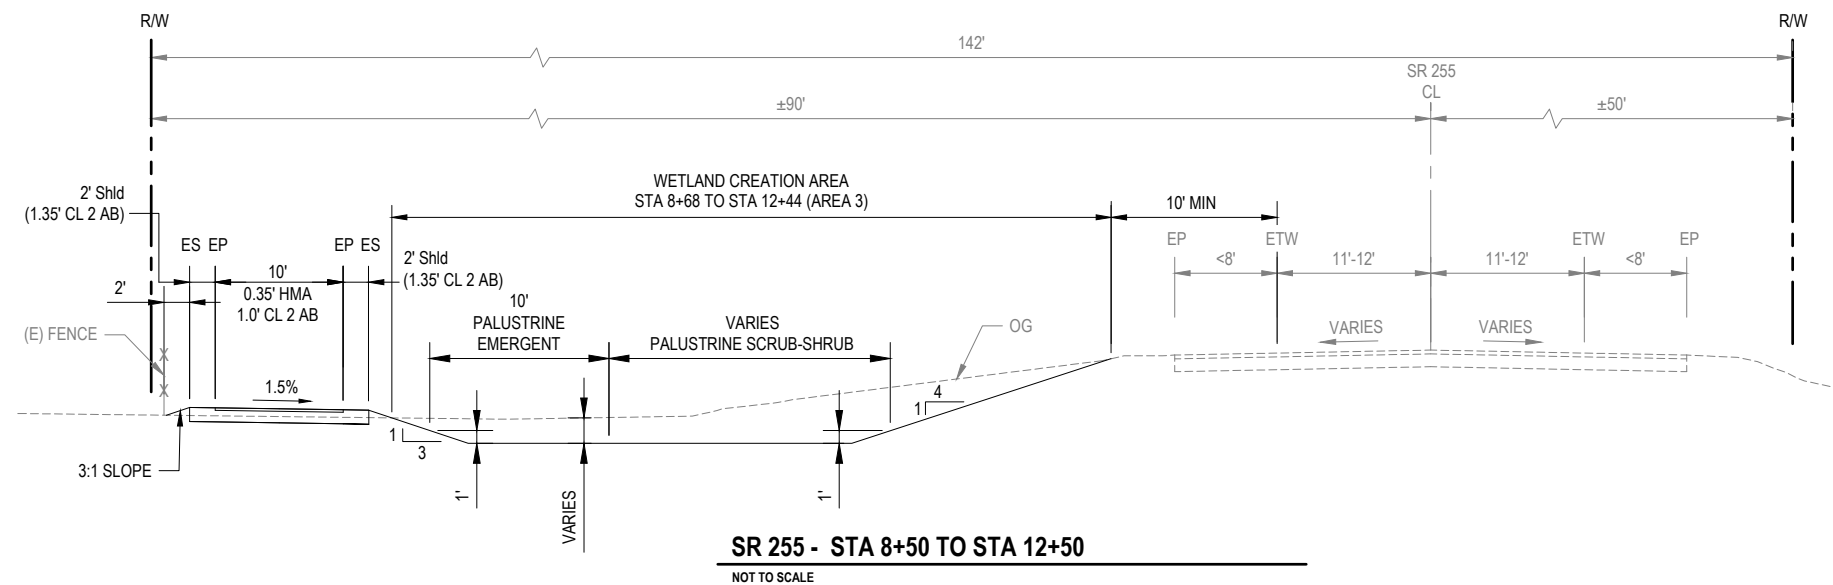 R/W
R/W
142'
SR 255
CL
±90'
±50'
WETLAND CREATION AREA
STA 8+68 TO STA 12+44 (AREA 3)
10' MIN
2' Shld
(1.35' CL 2 AB)
ES EP
EP ES
2' Shld
(1.35' CL 2 AB)
EP
ETW
ETW
EP
<8'
11'-12'
11'-12'
<8'
2'
10'
0.35' HMA
1.0' CL 2 AB
10'
PALUSTRINE
EMERGENT
VARIES
PALUSTRINE SCRUB-SHRUB
OG
VARIES
VARIES
(E) FENCE
X
X
1.5%
4
1
1
3
3:1 SLOPE
1'
VARIES
1'
SR 255 - STA 8+50 TO STA 12+50
NOT TO SCALE